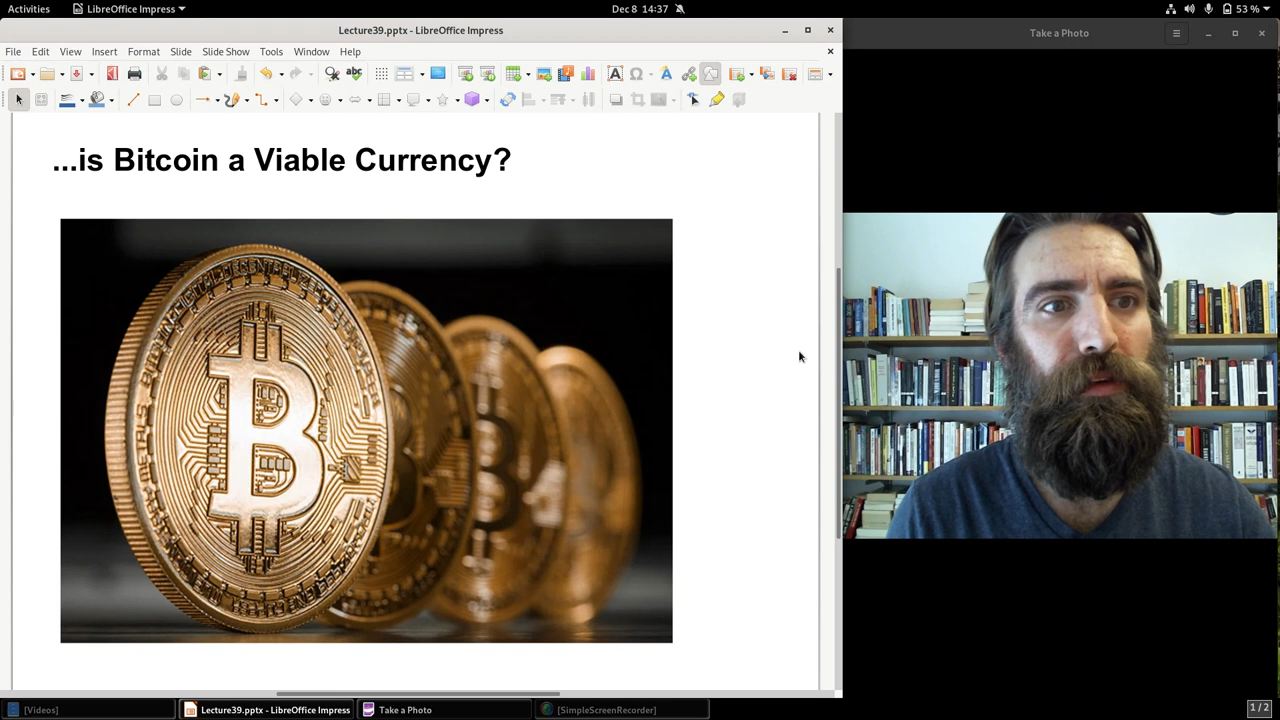 Activities
LibreOffice Impress
Dec 8 14:37
53 %
Lecture39.pptx - LibreOffice Impress
Take a Photo
File Edit View Insert Format Slide Slide Show Tools Window Help
...is Bitcoin a Viable Currency?
[Videos]
Lecture39.pptx - LibreOffice Impress
Take a Photo
[SimpleScreenRecorder]
1/2